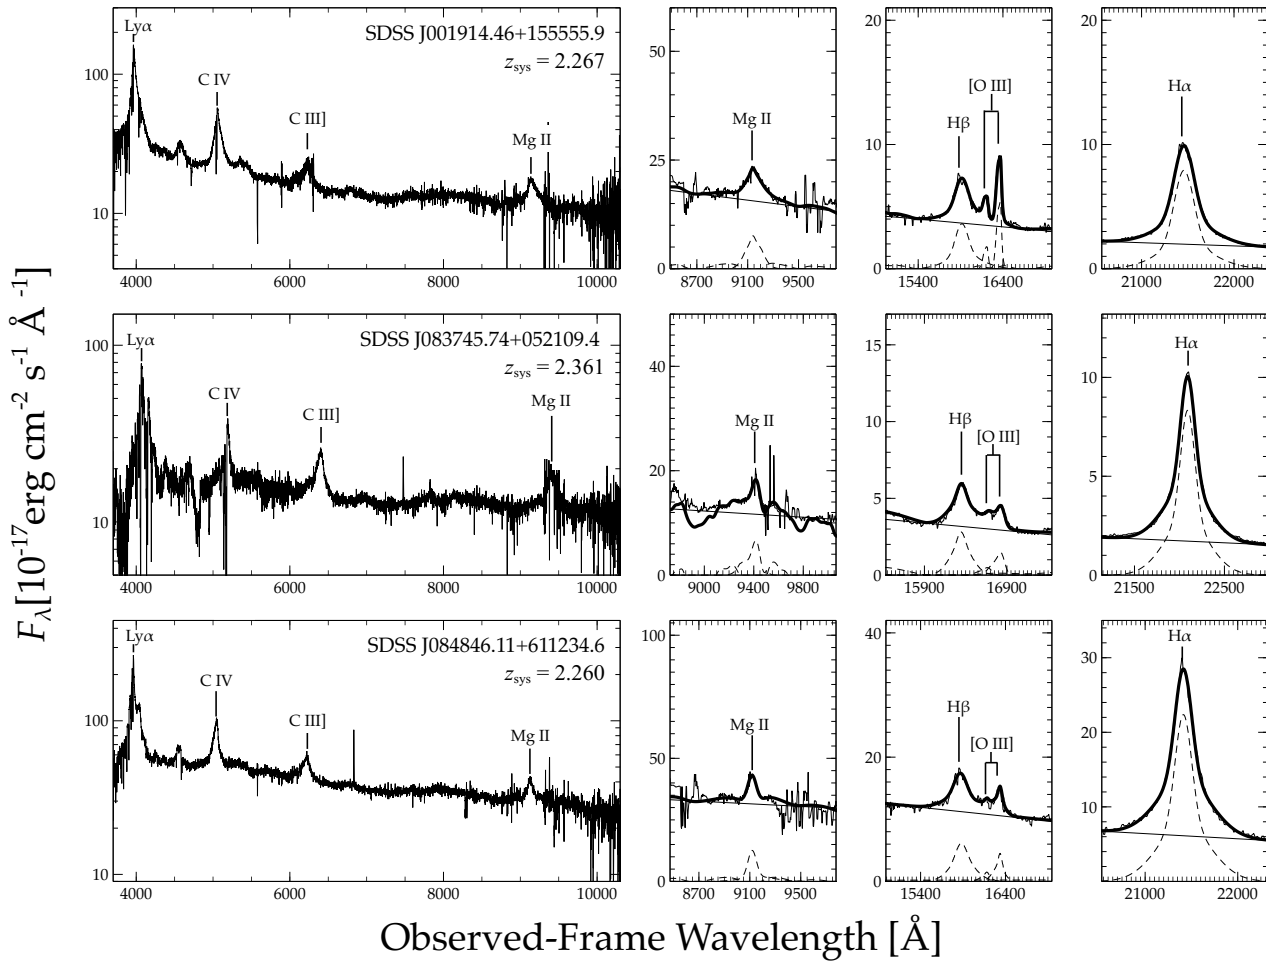 F_λ[10^-17 erg cm^-2 s^-1 Å^-1]
SDSS J001914.46+155555.9
z_sys = 2.267
Lyα
C IV
C III]
Mg II
100
10
4000 6000 8000 10000
Mg II
50
25
0
8700 9100 9500
[O III]
Hβ
20
10
0
15400 16400
Hα
20
10
0
21000 22000
SDSS J083745.74+052109.4
z_sys = 2.361
Lyα
C IV
C III]
Mg II
100
10
4000 6000 8000 10000
Mg II
40
20
0
9000 9400 9800
Hβ
[O III]
15
10
5
0
15900 16900
Hα
10
5
0
21500 22500
SDSS J084846.11+611234.6
z_sys = 2.260
Lyα
C IV
C III]
Mg II
100
10
4000 6000 8000 10000
Mg II
100
50
0
8700 9100 9500
Hβ
[O III]
40
20
0
15400 16400
Hα
30
20
10
21000 22000
Observed-Frame Wavelength [Å]